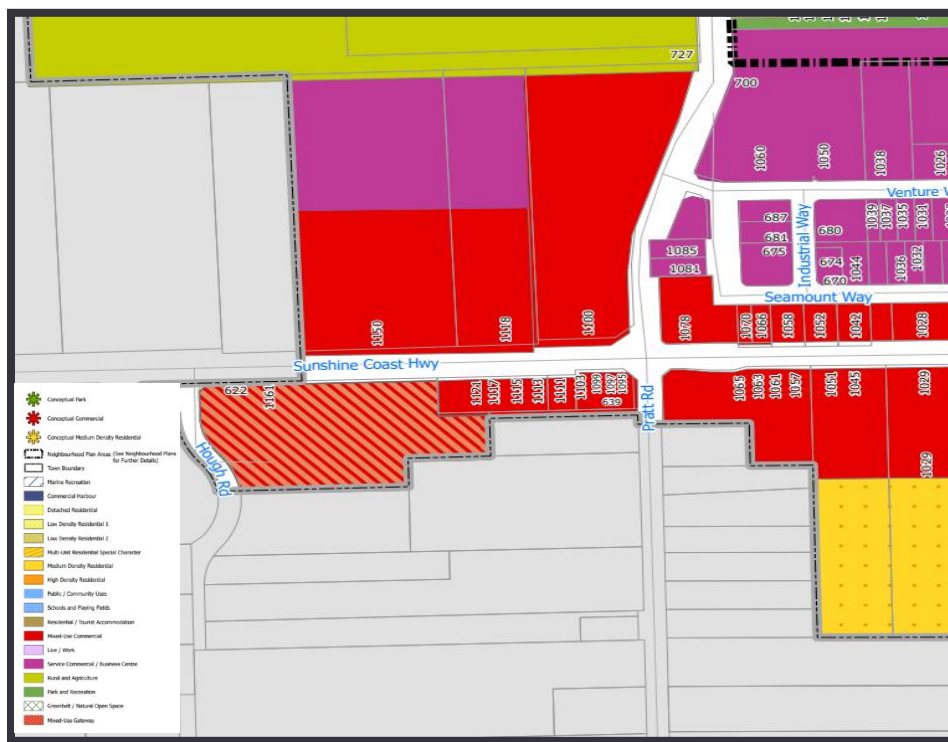 727
700
1060
1050
1038
1026
Venture W
687
681
675
Industrial Way
680
674
670
1044
1039
1037
1035
1031
1036
1032
1085
1081
Seamount Way
1150
1118
1100
1078
1070
1066
1058
1052
1042
1028
Sunshine Coast Hwy
622
1161
Hough Rd
1121
1117
1115
1113
1111
1105
1099
1097
1095
639
Pratt Rd
1065
1063
1061
1057
1051
1045
1029
1029
Conceptual Park
Conceptual Commercial
Conceptual Medium Density Residential
Neighbourhood Plan Areas (See Neighbourhood Plans
for Further Details)
Town Boundary
Marine Recreation
Commercial Harbour
Detached Residential
Low Density Residential 1
Low Density Residential 2
Multi-Unit Residential Special Character
Medium Density Residential
High Density Residential
Public / Community Uses
Schools and Playing Fields
Residential / Tourist Accommodation
Mixed-Use Commercial
Live / Work
Service Commercial / Business Centre
Rural and Agriculture
Park and Recreation
Greenbelt / Natural Open Space
Mixed-Use Gateway